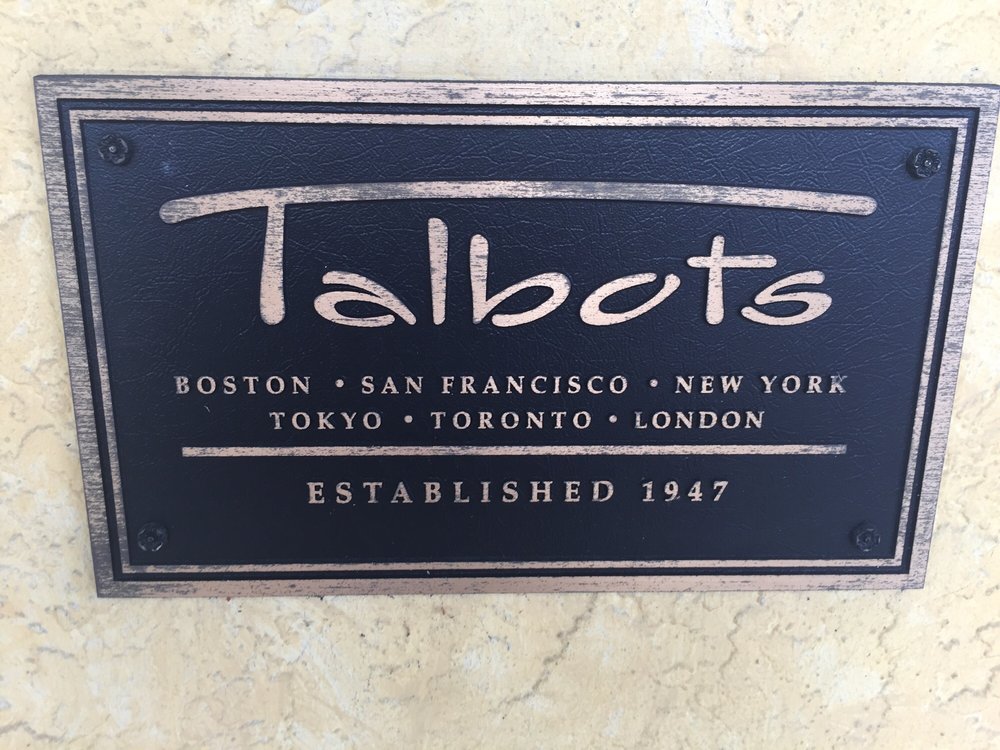 Talbots
BOSTON • SAN FRANCISCO • NEW YORK
TOKYO • TORONTO • LONDON
ESTABLISHED 1947